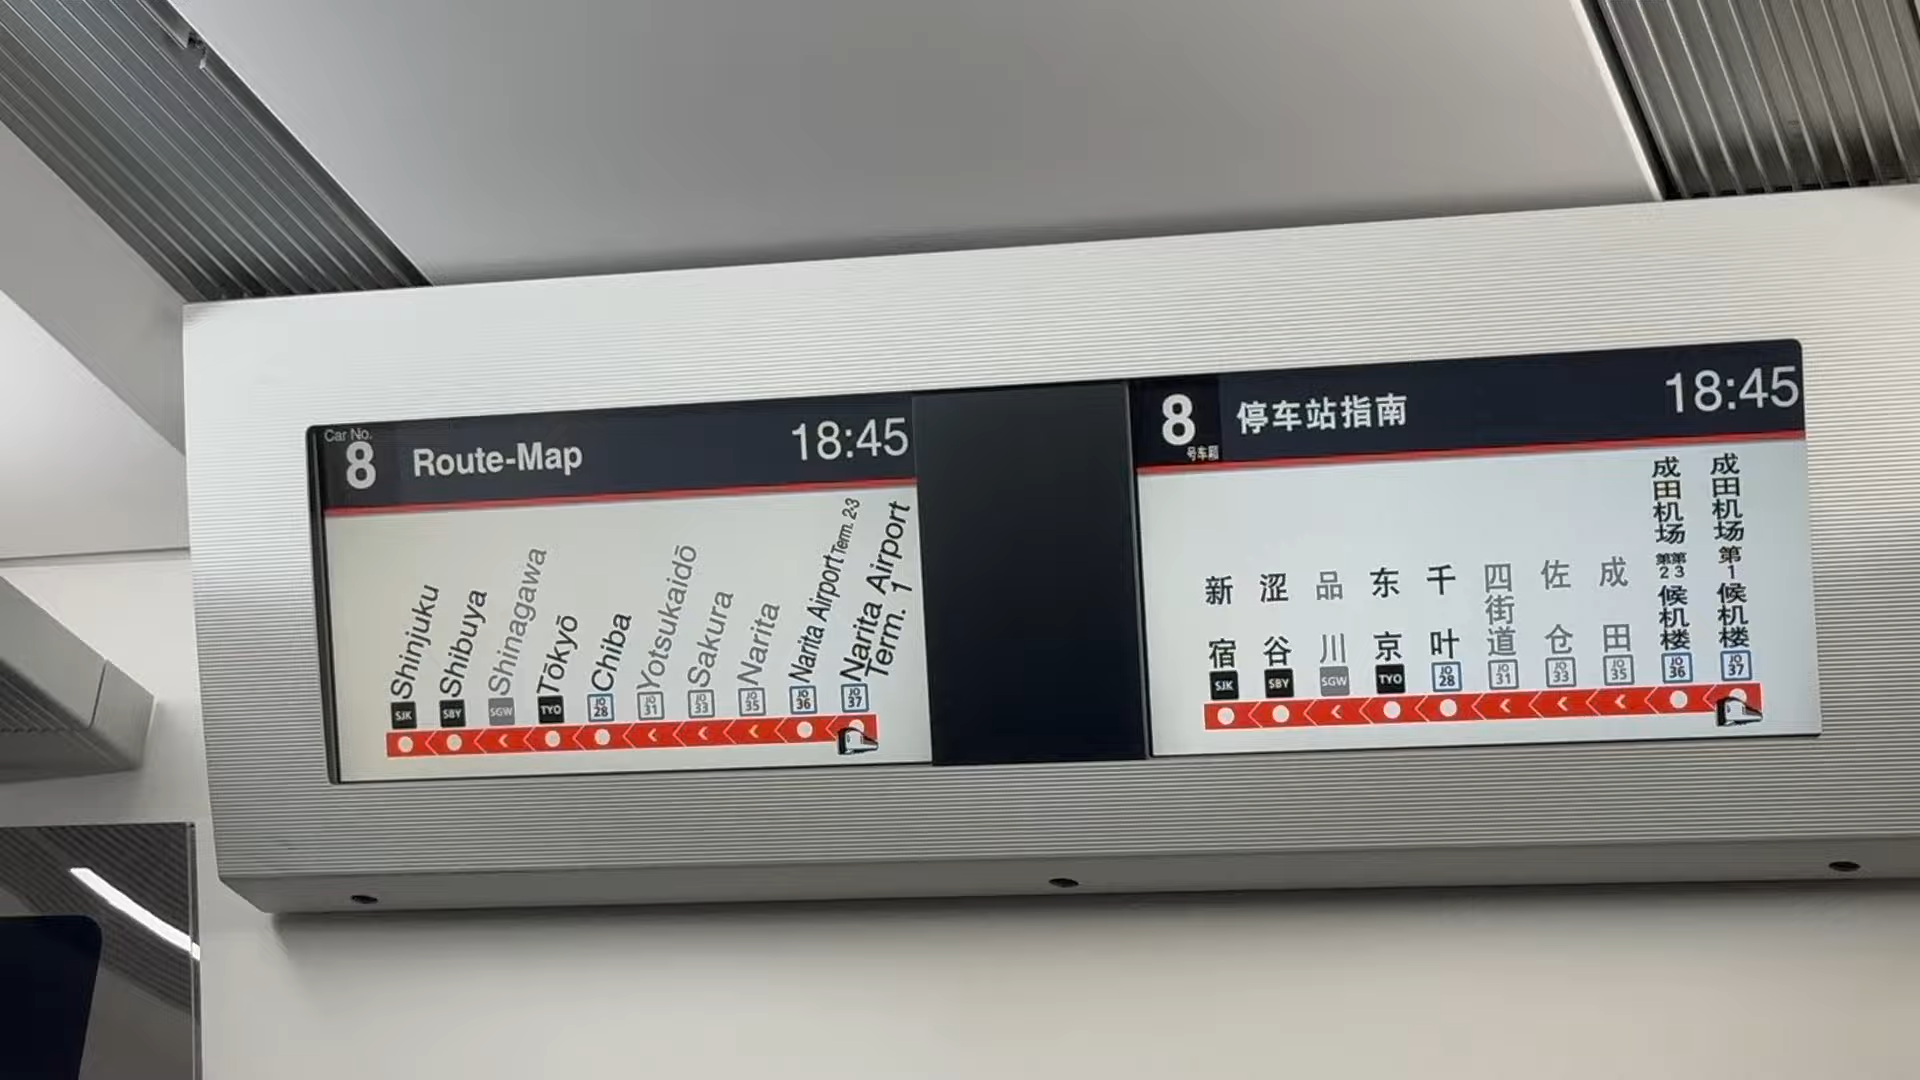 Car No.
8
Route-Map
18:45
Shinjuku
Shibuya
Shinagawa
Tōkyō
Chiba
Yotsukaidō
Sakura
Narita
Narita Airport Term. 2·3
Narita Airport
Term. 1
SJK
SBY
SGW
TYO
JO 28
JO 31
JO 33
JO 35
JO 36
JO 37
8
号车厢
停车站指南
18:45
新宿
涩谷
品川
东京
千叶
四街道
佐仓
成田
成田机场第2第3候机楼
成田机场第1候机楼
SJK
SBY
SGW
TYO
JO 28
JO 31
JO 33
JO 35
JO 36
JO 37